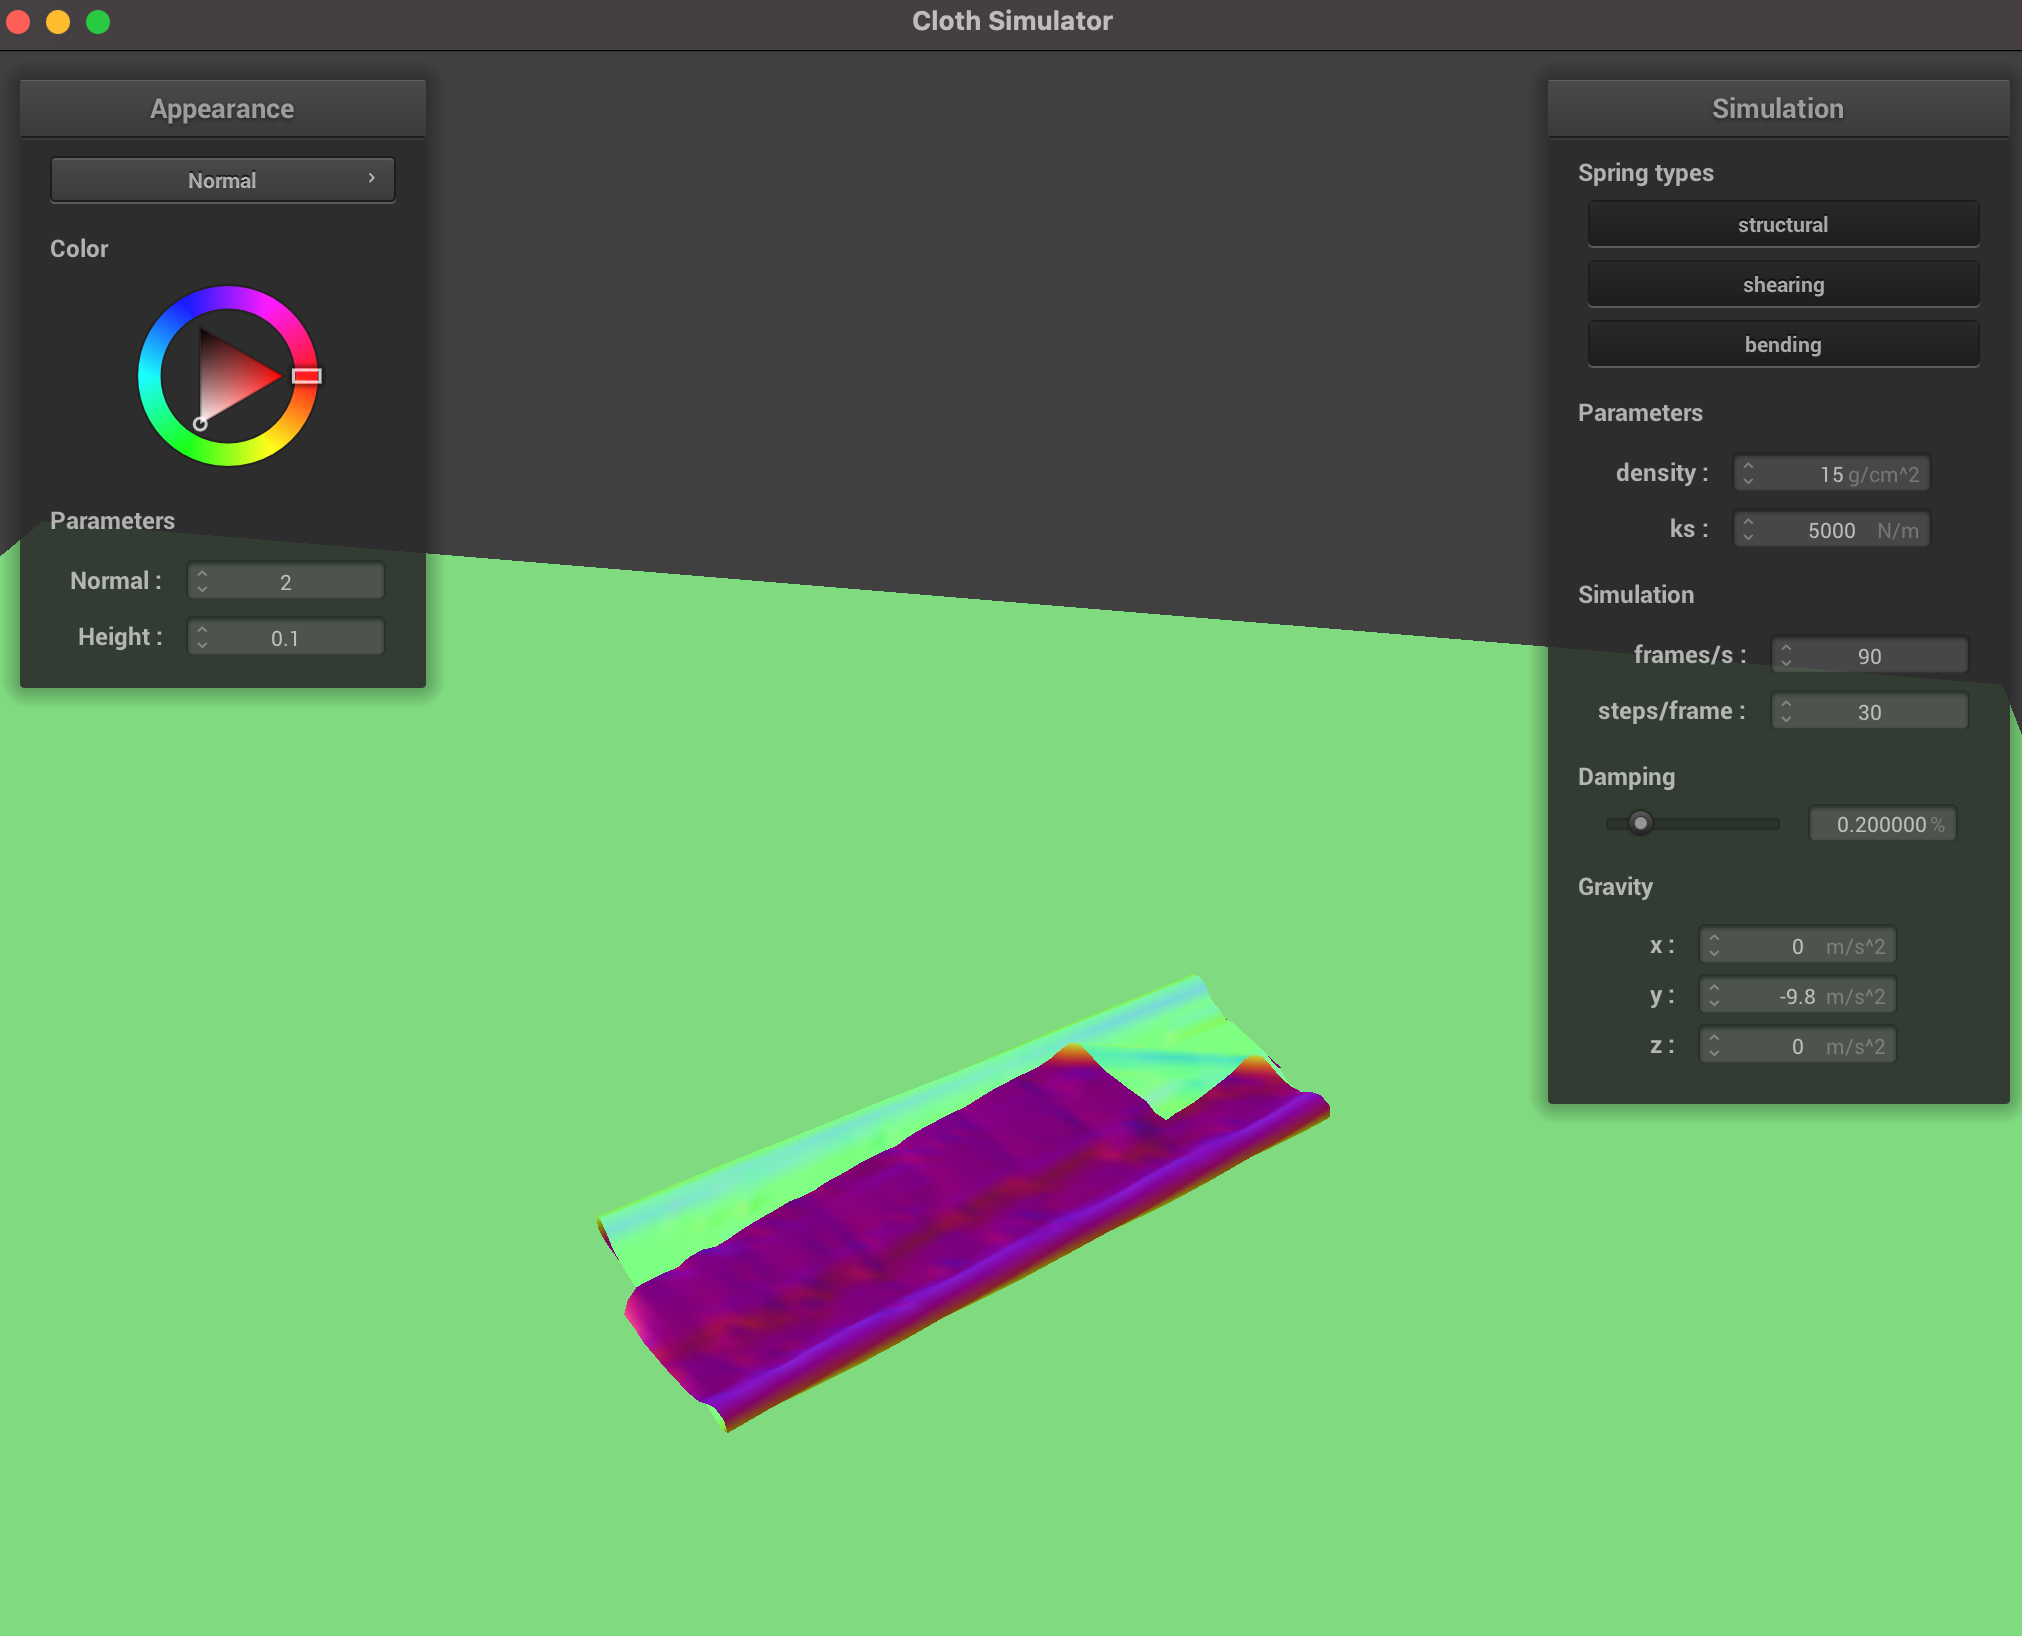 Cloth Simulator
Appearance
Normal ›
Color
Parameters
Normal : 2
Height : 0.1
Simulation
Spring types
structural
shearing
bending
Parameters
density : 15 g/cm^2
ks : 5000 N/m
Simulation
frames/s : 90
steps/frame : 30
Damping
0.200000 %
Gravity
x : 0 m/s^2
y : -9.8 m/s^2
z : 0 m/s^2